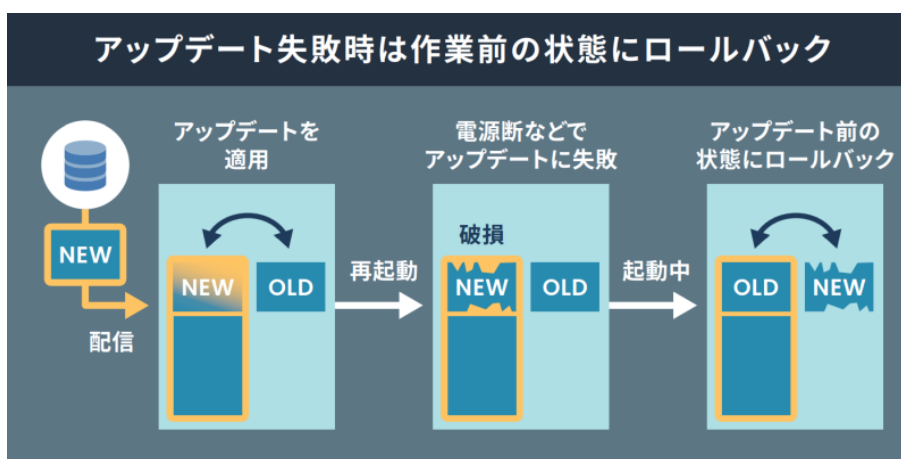 アップデート失敗時は作業前の状態にロールバック
アップデートを
適用
電源断などで
アップデートに失敗
アップデート前の
状態にロールバック
NEW
配信
NEW
OLD
再起動
破損
NEW
OLD
起動中
OLD
NEW